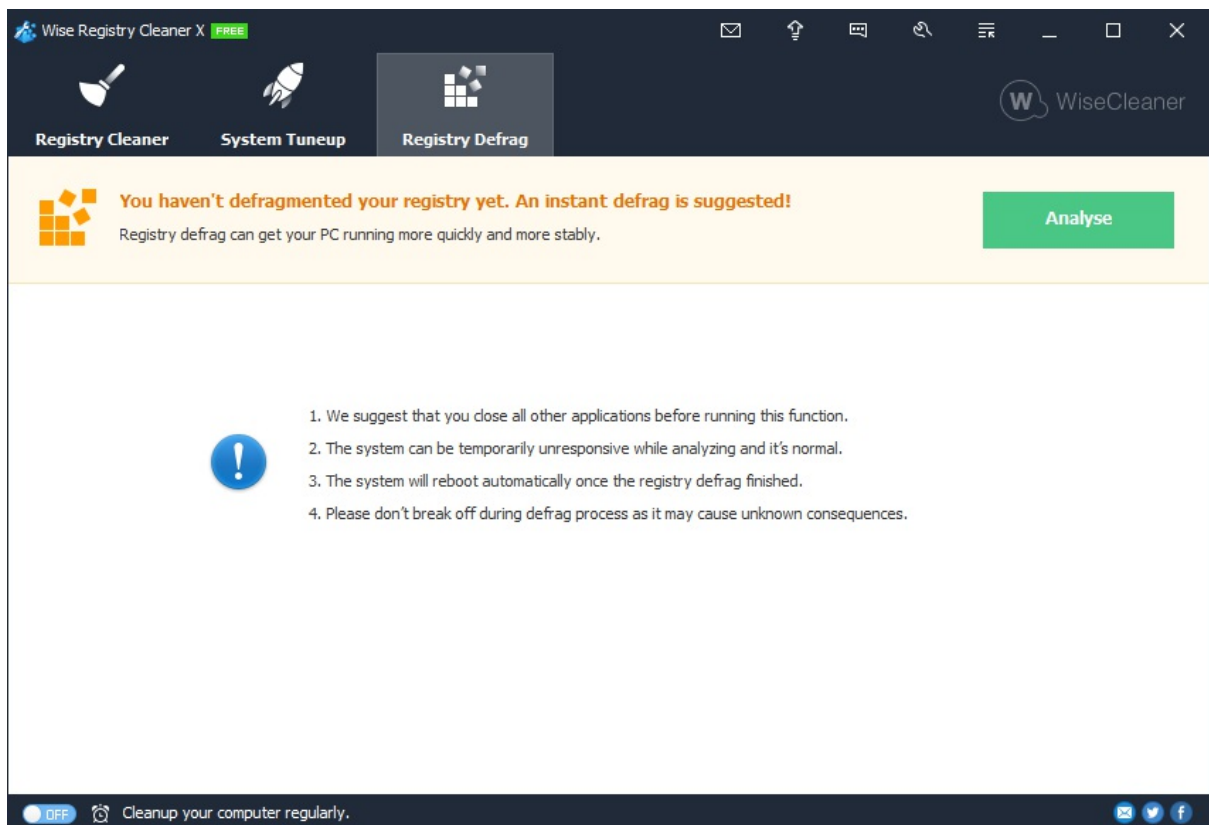 Wise Registry Cleaner X FREE
Registry Cleaner
System Tuneup
Registry Defrag
W WiseCleaner
You haven't defragmented your registry yet. An instant defrag is suggested!
Registry defrag can get your PC running more quickly and more stably.
Analyse
1. We suggest that you close all other applications before running this function.
2. The system can be temporarily unresponsive while analyzing and it's normal.
3. The system will reboot automatically once the registry defrag finished.
4. Please don't break off during defrag process as it may cause unknown consequences.
OFF Cleanup your computer regularly.